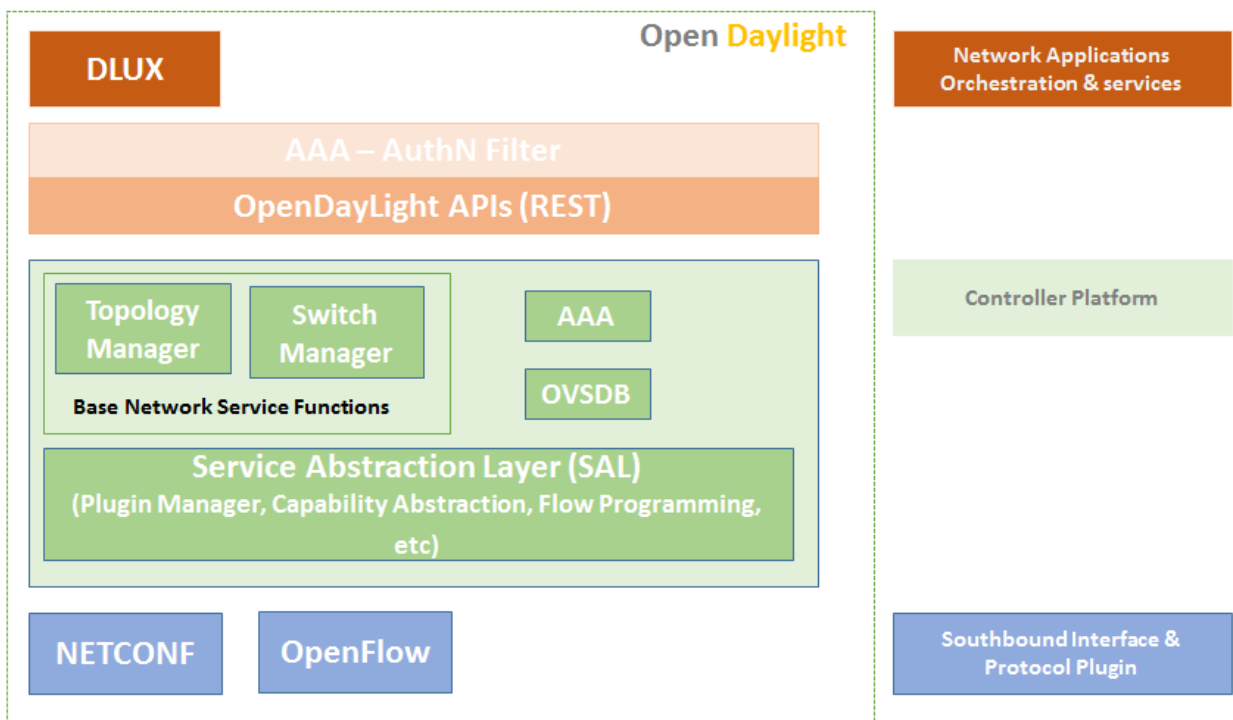 Open Daylight
DLUX
Network Applications
Orchestration & services
AAA – AuthN Filter
OpenDayLight APIs (REST)
Topology
Manager
Switch
Manager
AAA
Controller Platform
OVSDB
Base Network Service Functions
Service Abstraction Layer (SAL)
(Plugin Manager, Capability Abstraction, Flow Programming,
etc)
NETCONF
OpenFlow
Southbound Interface &
Protocol Plugin